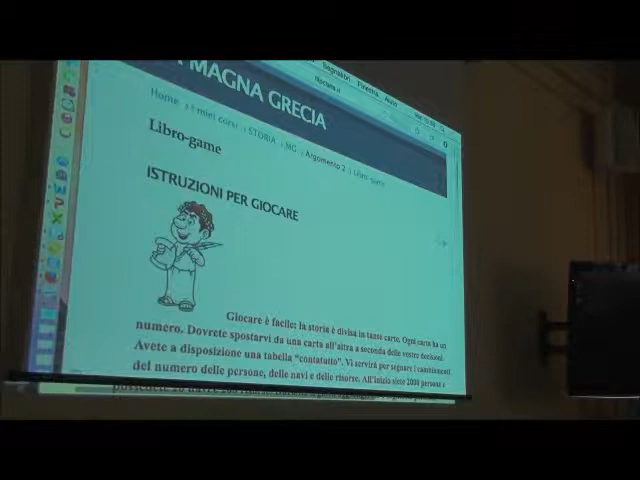 Segnalibri Finestra Aiuto
MAGNA GRECIA
Home > I miei corsi > STORIA > MG > Argomento 2 > Libro-game
Libro-game
ISTRUZIONI PER GIOCARE
Giocare è facile: la storia è divisa in tante carte. Ogni carta ha un
numero. Dovrete spostarvi da una carta all'altra a seconda delle vostre decisioni.
Avete a disposizione una tabella "contatutto". Vi servirà per segnare i cambiamenti
del numero delle persone, delle navi e delle risorse. All'inizio siete 2000 persone e